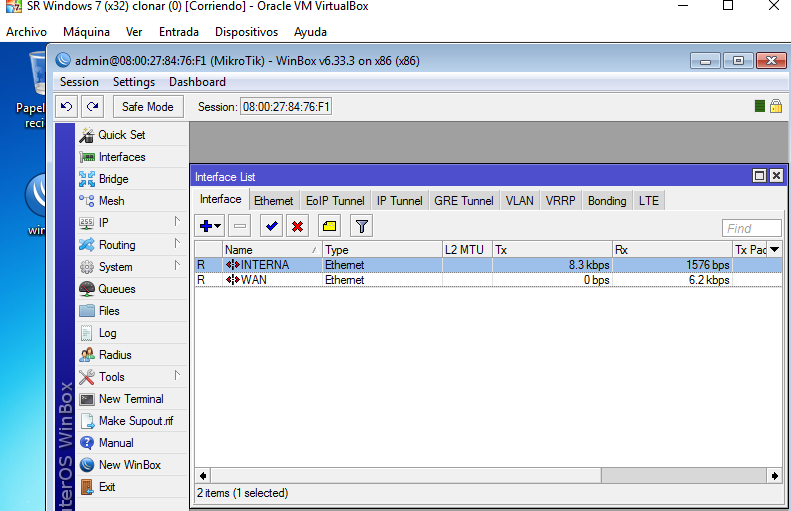 SR Windows 7 (x32) clonar (0) [Corriendo] - Oracle VM VirtualBox
Archivo Máquina Ver Entrada Dispositivos Ayuda
admin@08:00:27:84:76:F1 (MikroTik) - WinBox v6.33.3 on x86 (x86)
Session Settings Dashboard
Safe Mode Session: 08:00:27:84:76:F1
Papel
reci
win
Quick Set
Interfaces
Bridge
Mesh
IP
Routing
System
Queues
Files
Log
Radius
Tools
New Terminal
Make Supout.rif
Manual
New WinBox
Exit
uterOS WinBox
Interface List
Interface Ethernet EoIP Tunnel IP Tunnel GRE Tunnel VLAN VRRP Bonding LTE
Find
Name Type L2 MTU Tx Rx Tx Pac
R INTERNA Ethernet 8.3 kbps 1576 bps
R WAN Ethernet 0 bps 6.2 kbps
2 items (1 selected)